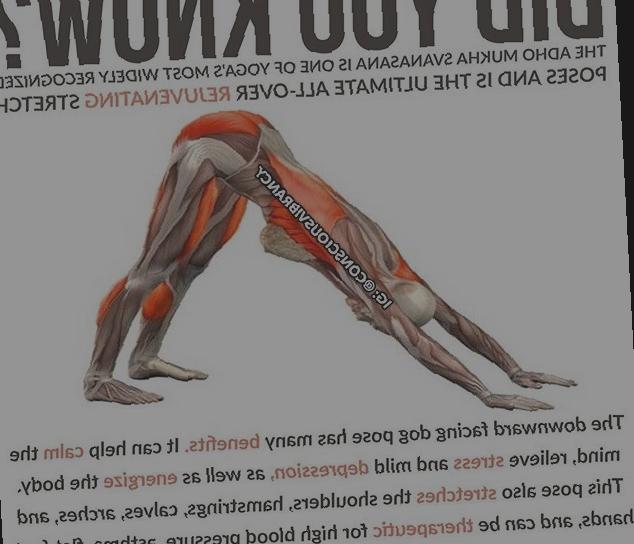 DID YOU KNOW?
THE ADHO MUKHA SVANASANA IS ONE OF YOGA'S MOST WIDELY RECOGNIZED
POSES AND IS THE ULTIMATE ALL-OVER REJUVENATING STRETCH
IG:@CONSCIOUSVIBRANCY
The downward facing dog pose has many benefits. It can help calm the
mind, relieve stress and mild depression, as well as energize the body.
This pose also stretches the shoulders, hamstrings, calves, arches, and
hands, and can be therapeutic for high blood pressure, asthma, flat